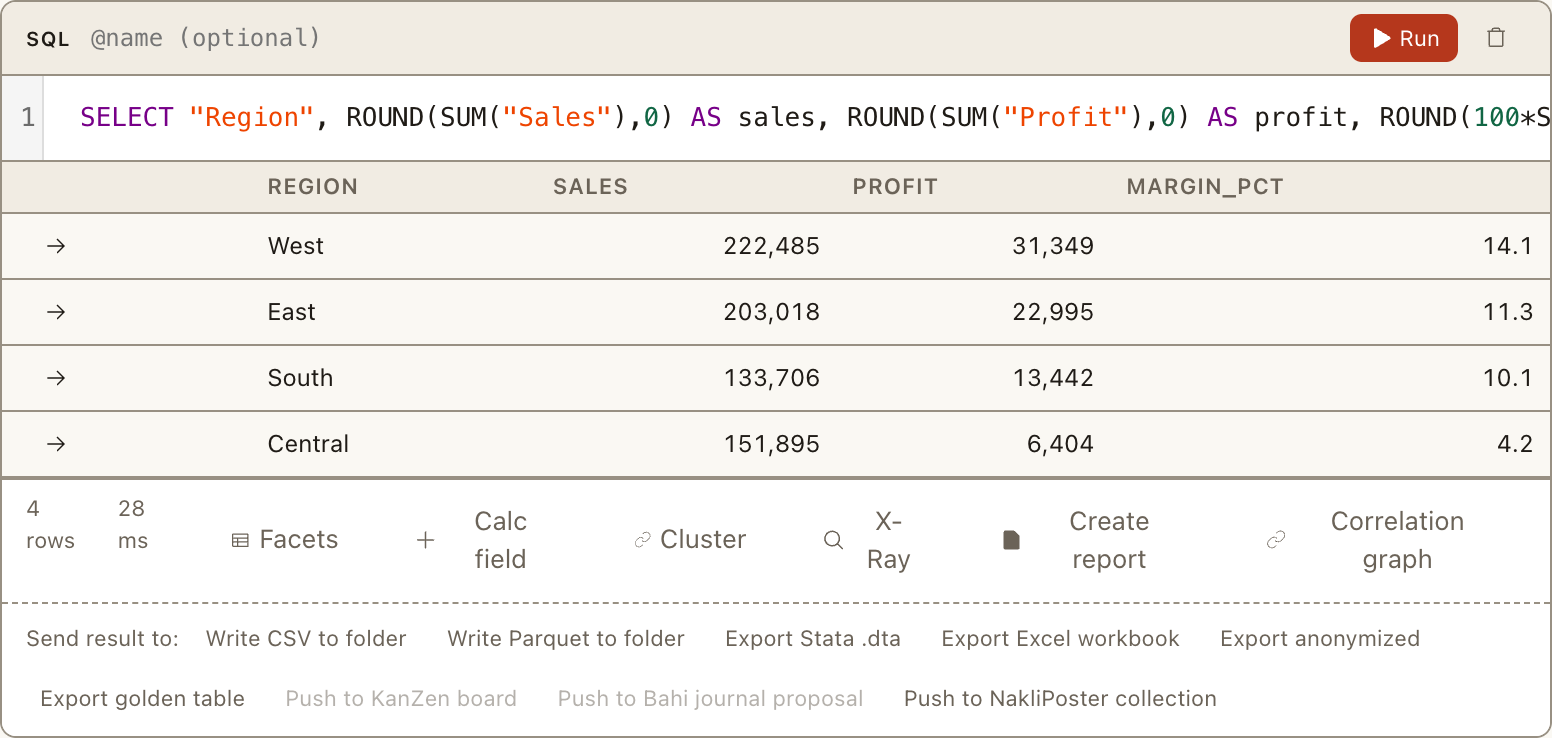 SQL @name (optional) Run
1 SELECT "Region", ROUND(SUM("Sales"),0) AS sales, ROUND(SUM("Profit"),0) AS profit, ROUND(100*S
REGION SALES PROFIT MARGIN_PCT
→ West 222,485 31,349 14.1
→ East 203,018 22,995 11.3
→ South 133,706 13,442 10.1
→ Central 151,895 6,404 4.2
4 rows 28 ms Facets + Calc field Cluster X-Ray Create report Correlation graph
Send result to: Write CSV to folder Write Parquet to folder Export Stata .dta Export Excel workbook Export anonymized
Export golden table Push to KanZen board Push to Bahi journal proposal Push to NakliPoster collection